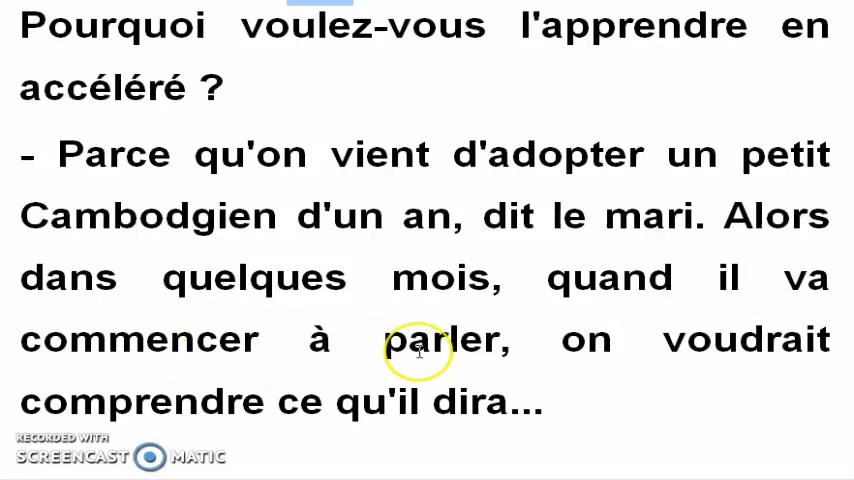 Pourquoi voulez-vous l'apprendre en
accéléré ?
- Parce qu'on vient d'adopter un petit
Cambodgien d'un an, dit le mari. Alors
dans quelques mois, quand il va
commencer à parler, on voudrait
comprendre ce qu'il dira...
RECORDED WITH
SCREENCAST MATIC